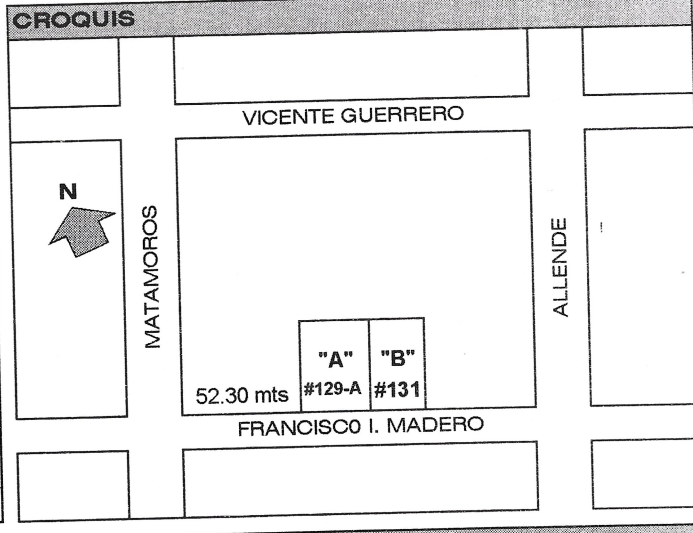 CROQUIS
VICENTE GUERRERO
N
MATAMOROS
ALLENDE
"A"
#129-A
"B"
#131
52.30 mts
FRANCISCO I. MADERO